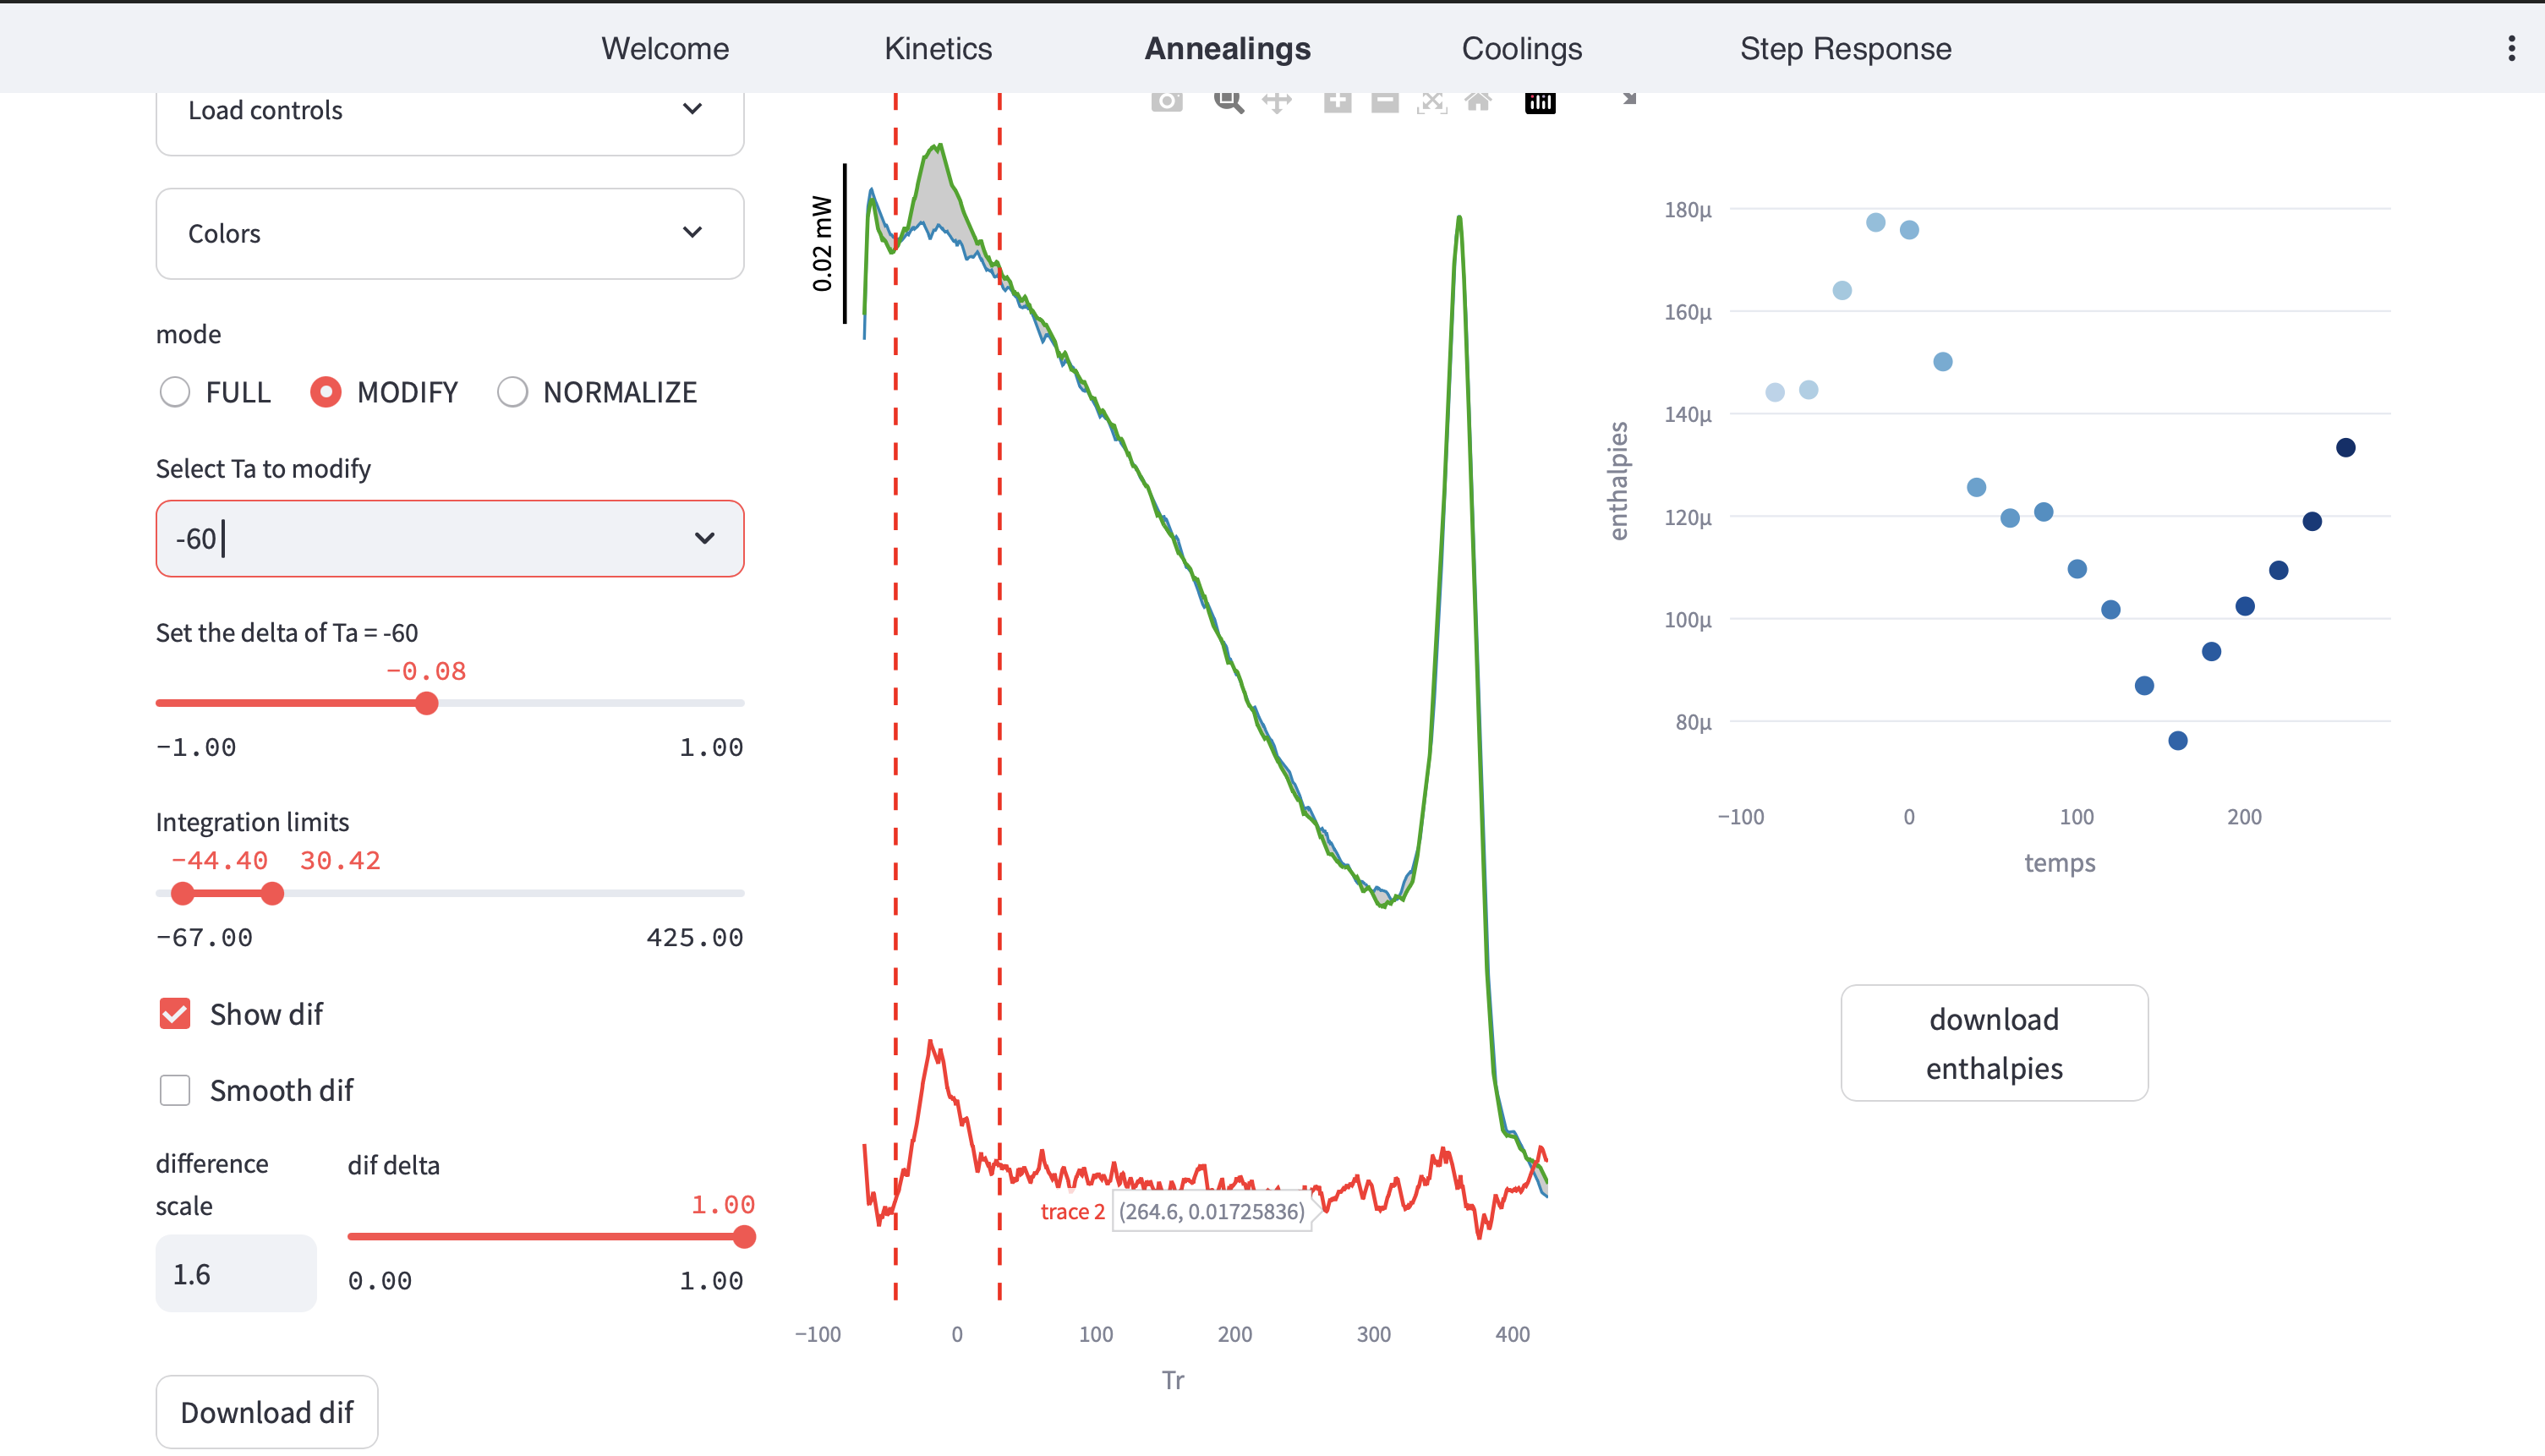 Welcome
Kinetics
Annealings
Coolings
Step Response
Load controls
Colors
mode
FULL
MODIFY
NORMALIZE
Select Ta to modify
-60
Set the delta of Ta = -60
−0.08
−1.00
1.00
Integration limits
−44.40
30.42
−67.00
425.00
Show dif
Smooth dif
difference
scale
1.6
dif delta
1.00
0.00
1.00
Download dif
0.02 mW
trace 2
(264.6, 0.01725836)
−100
0
100
200
300
400
Tr
enthalpies
180μ
160μ
140μ
120μ
100μ
80μ
−100
0
100
200
temps
download
enthalpies